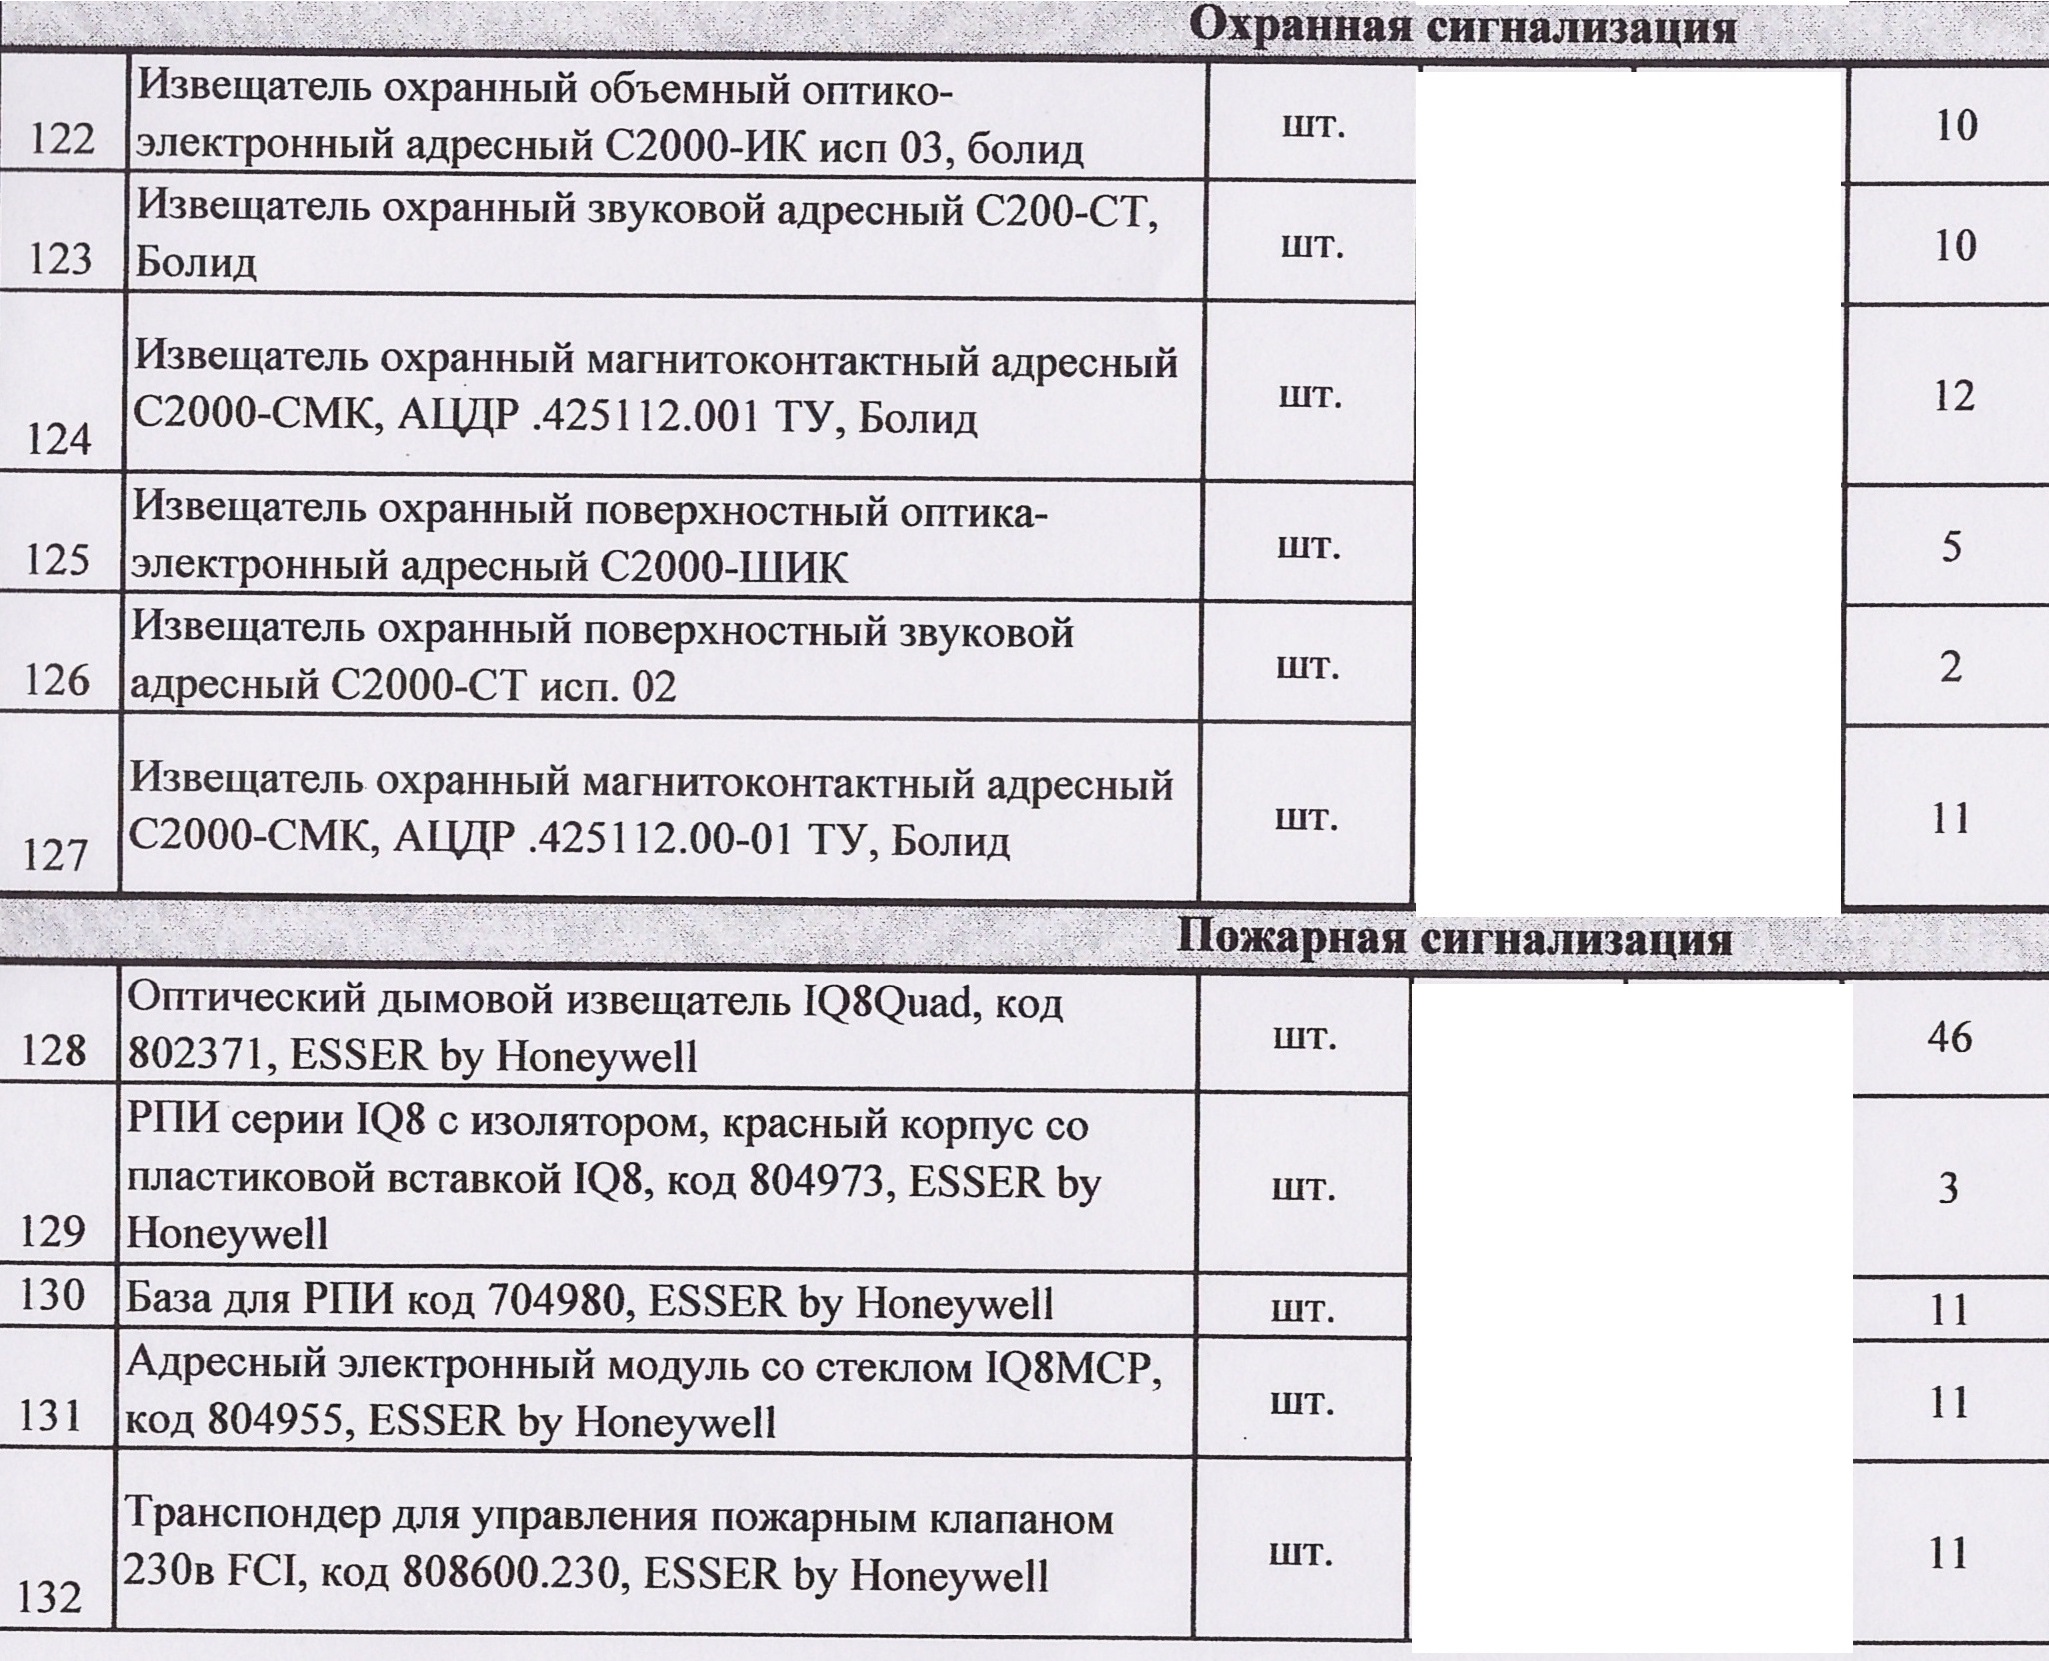 Охранная сигнализация
122
Извещатель охранный объемный оптико-
электронный адресный С2000-ИК исп 03, болид
шт.
10
123
Извещатель охранный звуковой адресный С200-СТ,
Болид
шт.
10
124
Извещатель охранный магнитоконтактный адресный
С2000-СМК, АЦДР .425112.001 ТУ, Болид
шт.
12
125
Извещатель охранный поверхностный оптика-
электронный адресный С2000-ШИК
шт.
5
126
Извещатель охранный поверхностный звуковой
адресный С2000-СТ исп. 02
шт.
2
127
Извещатель охранный магнитоконтактный адресный
С2000-СМК, АЦДР .425112.00-01 ТУ, Болид
шт.
11
Пожарная сигнализация
128
Оптический дымовой извещатель IQ8Quad, код
802371, ESSER by Honeywell
шт.
46
129
РПИ серии IQ8 с изолятором, красный корпус со
пластиковой вставкой IQ8, код 804973, ESSER by
Honeywell
шт.
3
130
База для РПИ код 704980, ESSER by Honeywell
шт.
11
131
Адресный электронный модуль со стеклом IQ8MCP,
код 804955, ESSER by Honeywell
шт.
11
132
Транспондер для управления пожарным клапаном
230в FCI, код 808600.230, ESSER by Honeywell
шт.
11